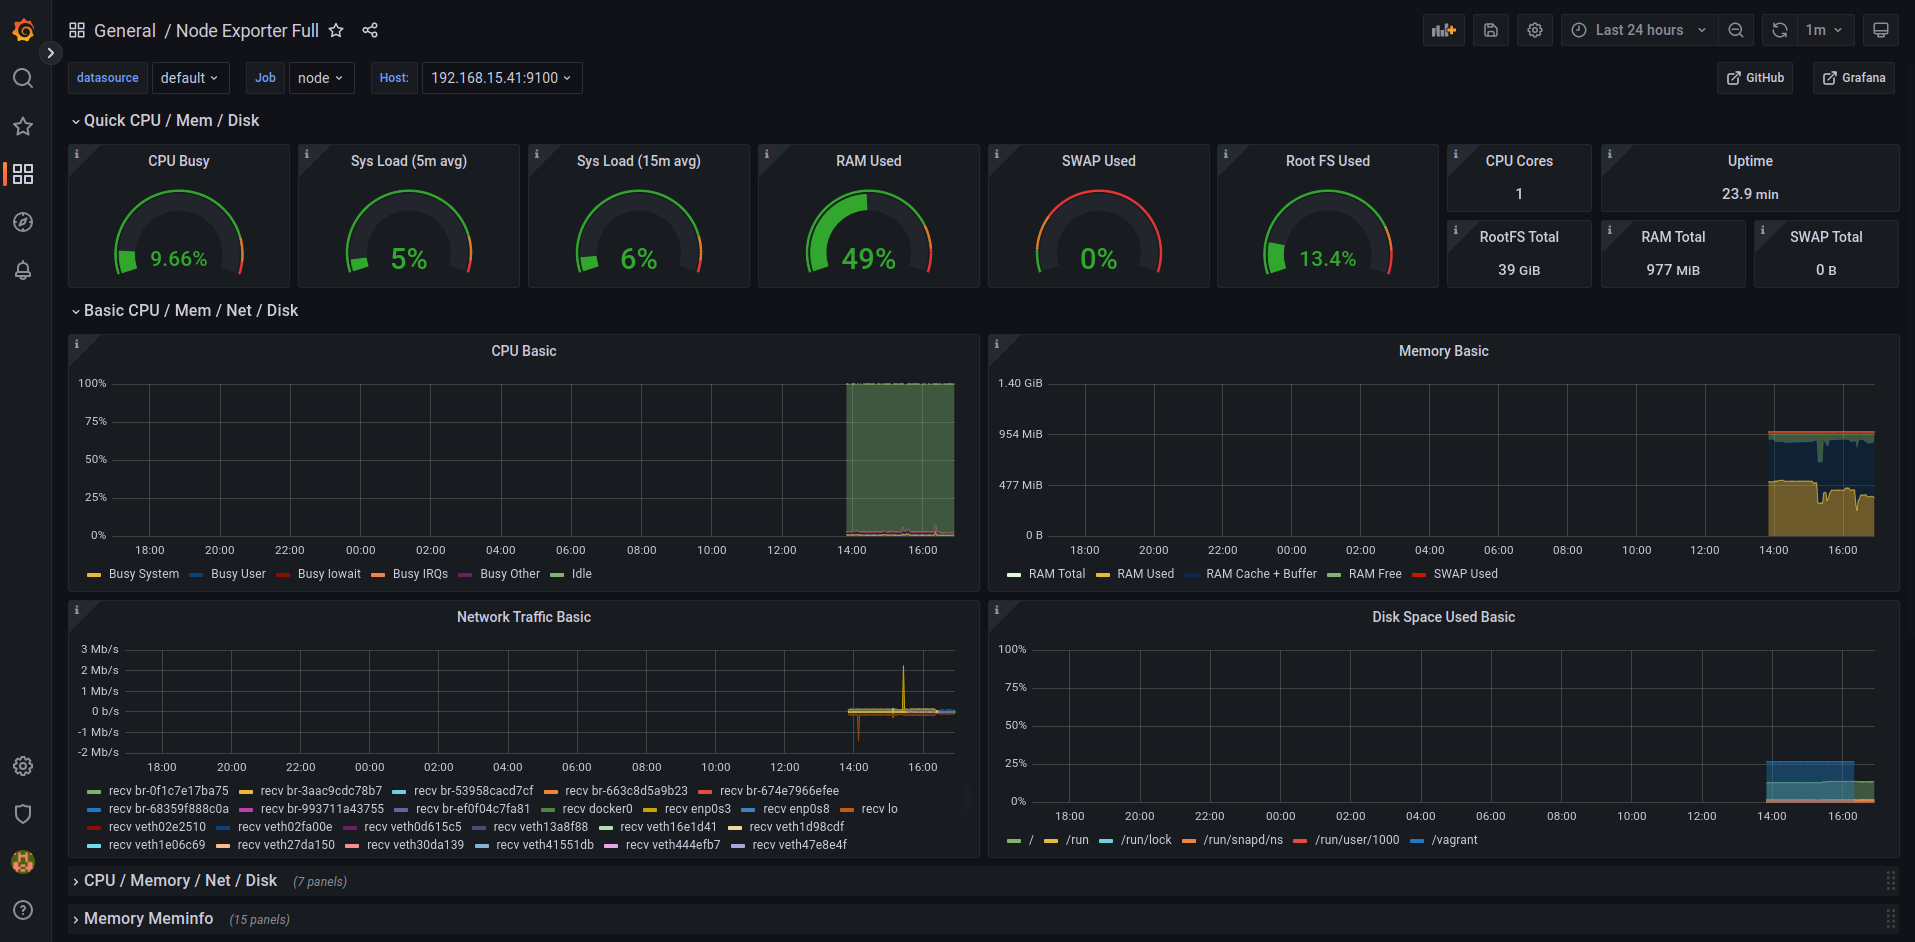 General / Node Exporter Full
Last 24 hours
1m
datasource default Job node Host: 192.168.15.41:9100
GitHub Grafana
Quick CPU / Mem / Disk
CPU Busy
9.66%
Sys Load (5m avg)
5%
Sys Load (15m avg)
6%
RAM Used
49%
SWAP Used
0%
Root FS Used
13.4%
CPU Cores
1
Uptime
23.9 min
RootFS Total
39 GiB
RAM Total
977 MiB
SWAP Total
0 B
Basic CPU / Mem / Net / Disk
CPU Basic
100%
75%
50%
25%
0%
18:00 20:00 22:00 00:00 02:00 04:00 06:00 08:00 10:00 12:00 14:00 16:00
Busy System Busy User Busy Iowait Busy IRQs Busy Other Idle
Memory Basic
1.40 GiB
954 MiB
477 MiB
0 B
18:00 20:00 22:00 00:00 02:00 04:00 06:00 08:00 10:00 12:00 14:00 16:00
RAM Total RAM Used RAM Cache + Buffer RAM Free SWAP Used
Network Traffic Basic
3 Mb/s
2 Mb/s
1 Mb/s
0 b/s
-1 Mb/s
-2 Mb/s
18:00 20:00 22:00 00:00 02:00 04:00 06:00 08:00 10:00 12:00 14:00 16:00
recv br-0f1c7e17ba75 recv br-3aac9cdc78b7 recv br-53958cacd7cf recv br-663c8d5a9b23 recv br-674e7966efee
recv br-68359f888c0a recv br-993711a43755 recv br-ef0f04c7fa81 recv docker0 recv enp0s3 recv enp0s8 recv lo
recv veth02e2510 recv veth02fa00e recv veth0d615c5 recv veth13a8f88 recv veth16e1d41 recv veth1d98cdf
recv veth1e06c69 recv veth27da150 recv veth30da139 recv veth41551db recv veth444efb7 recv veth47e8e4f
Disk Space Used Basic
100%
75%
50%
25%
0%
18:00 20:00 22:00 00:00 02:00 04:00 06:00 08:00 10:00 12:00 14:00 16:00
/ /run /run/lock /run/snapd/ns /run/user/1000 /vagrant
CPU / Memory / Net / Disk (7 panels)
Memory Meminfo (15 panels)